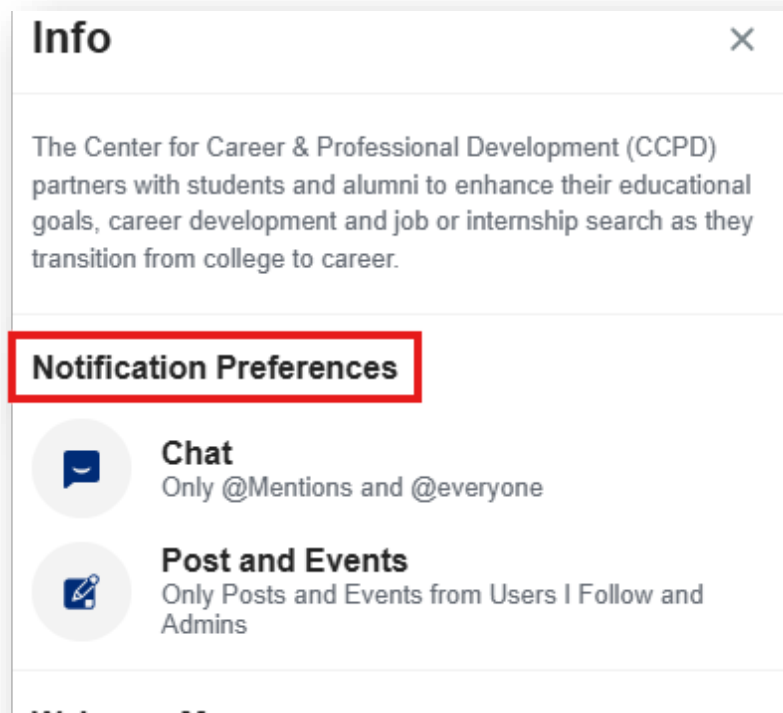 Info
The Center for Career & Professional Development (CCPD)
partners with students and alumni to enhance their educational
goals, career development and job or internship search as they
transition from college to career.
Notification Preferences
Chat
Only @Mentions and @everyone
Post and Events
Only Posts and Events from Users I Follow and
Admins